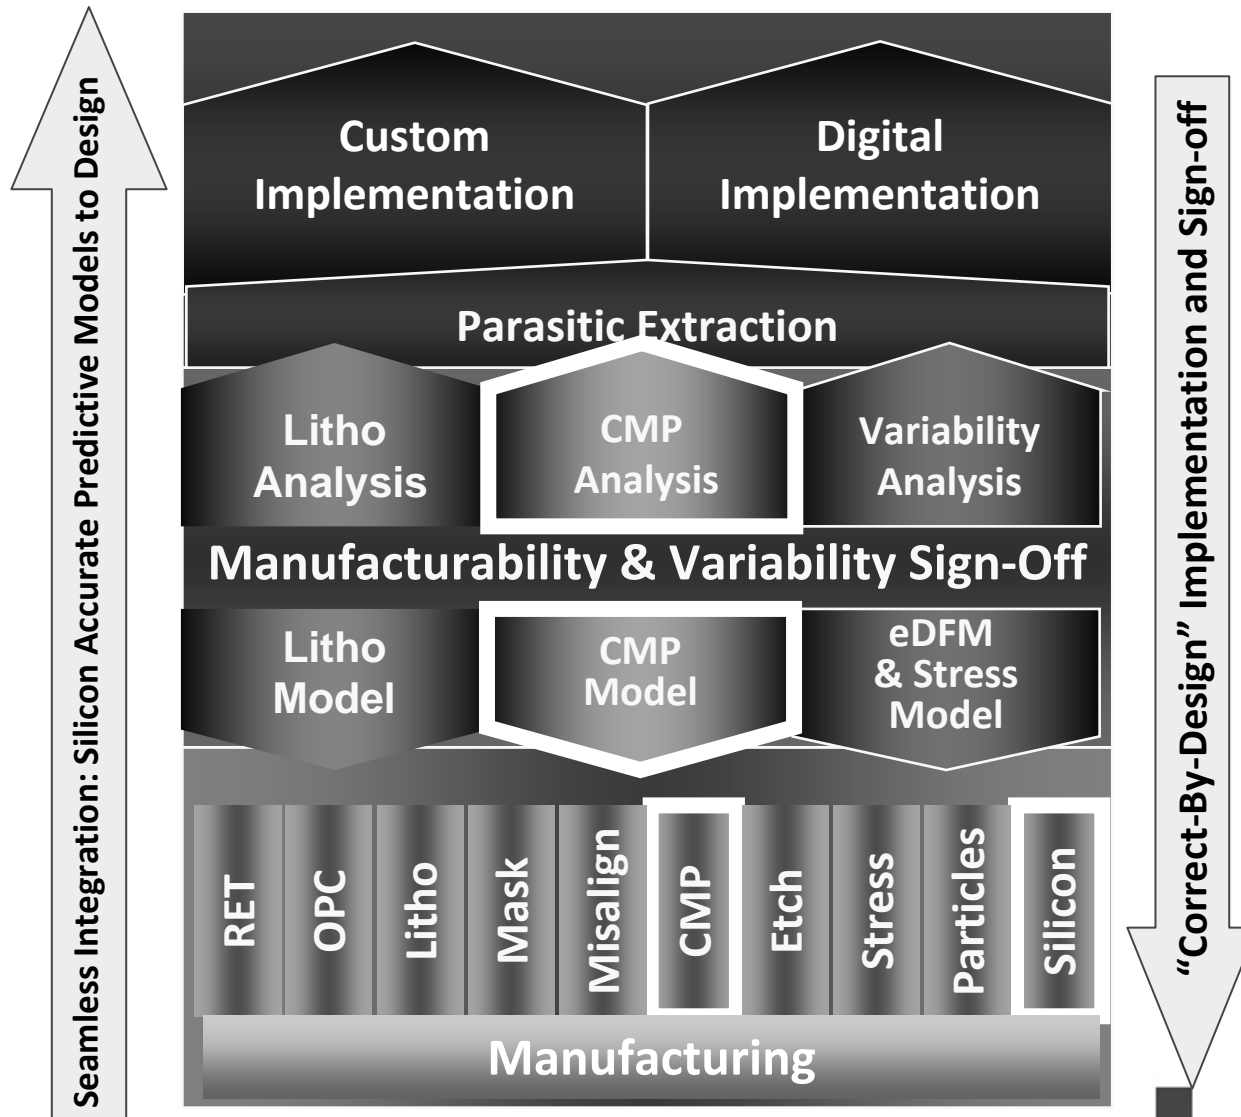 Seamless Integration: Silicon Accurate Predictive Models to Design
Custom
Implementation
Digital
Implementation
Parasitic Extraction
Litho
Analysis
CMP
Analysis
Variability
Analysis
Manufacturability & Variability Sign-Off
Litho
Model
CMP
Model
eDFM
& Stress
Model
RET
OPC
Litho
Mask
Misalign
CMP
Etch
Stress
Particles
Silicon
Manufacturing
“Correct-By-Design” Implementation and Sign-off